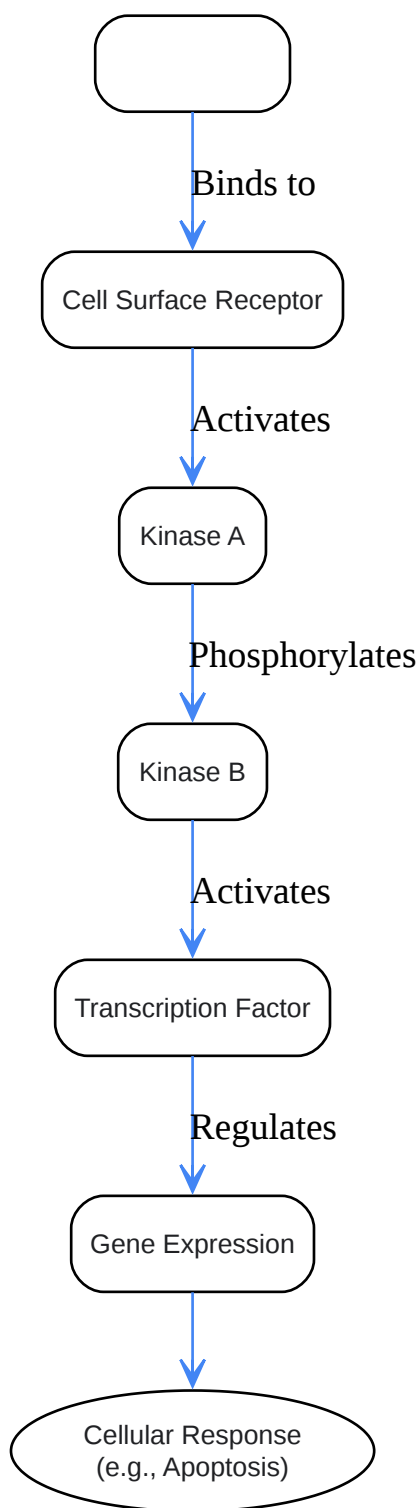 Binds to
Cell Surface Receptor
Activates
Kinase A
Phosphorylates
Kinase B
Activates
Transcription Factor
Regulates
Gene Expression
Cellular Response
(e.g., Apoptosis)